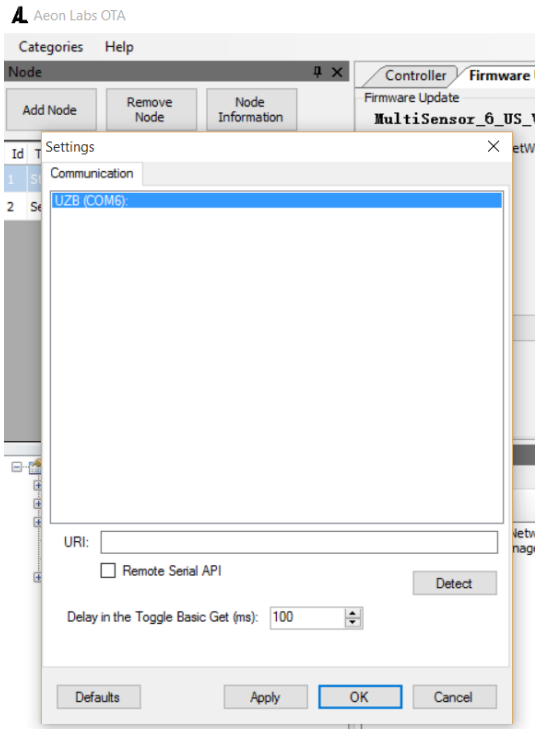 Aeon Labs OTA
Categories Help
Node
Controller Firmware
Add Node
Remove Node
Node Information
Firmware Update
MultiSensor_6_US_
Settings
Id
Communication
1
2 Se
UZB (COM6):
URI:
Remote Serial API
Detect
Delay in the Toggle Basic Get (ms): 100
Defaults Apply OK Cancel